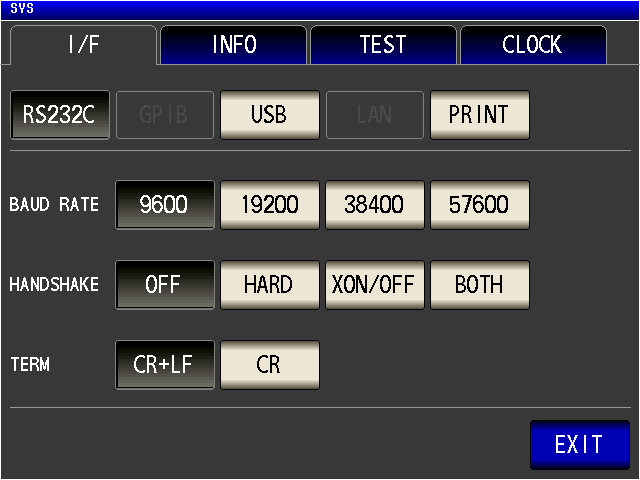 SYS
I/F INFO TEST CLOCK
RS232C GPIB USB LAN PRINT
BAUD RATE 9600 19200 38400 57600
HANDSHAKE OFF HARD XON/OFF BOTH
TERM CR+LF CR
EXIT